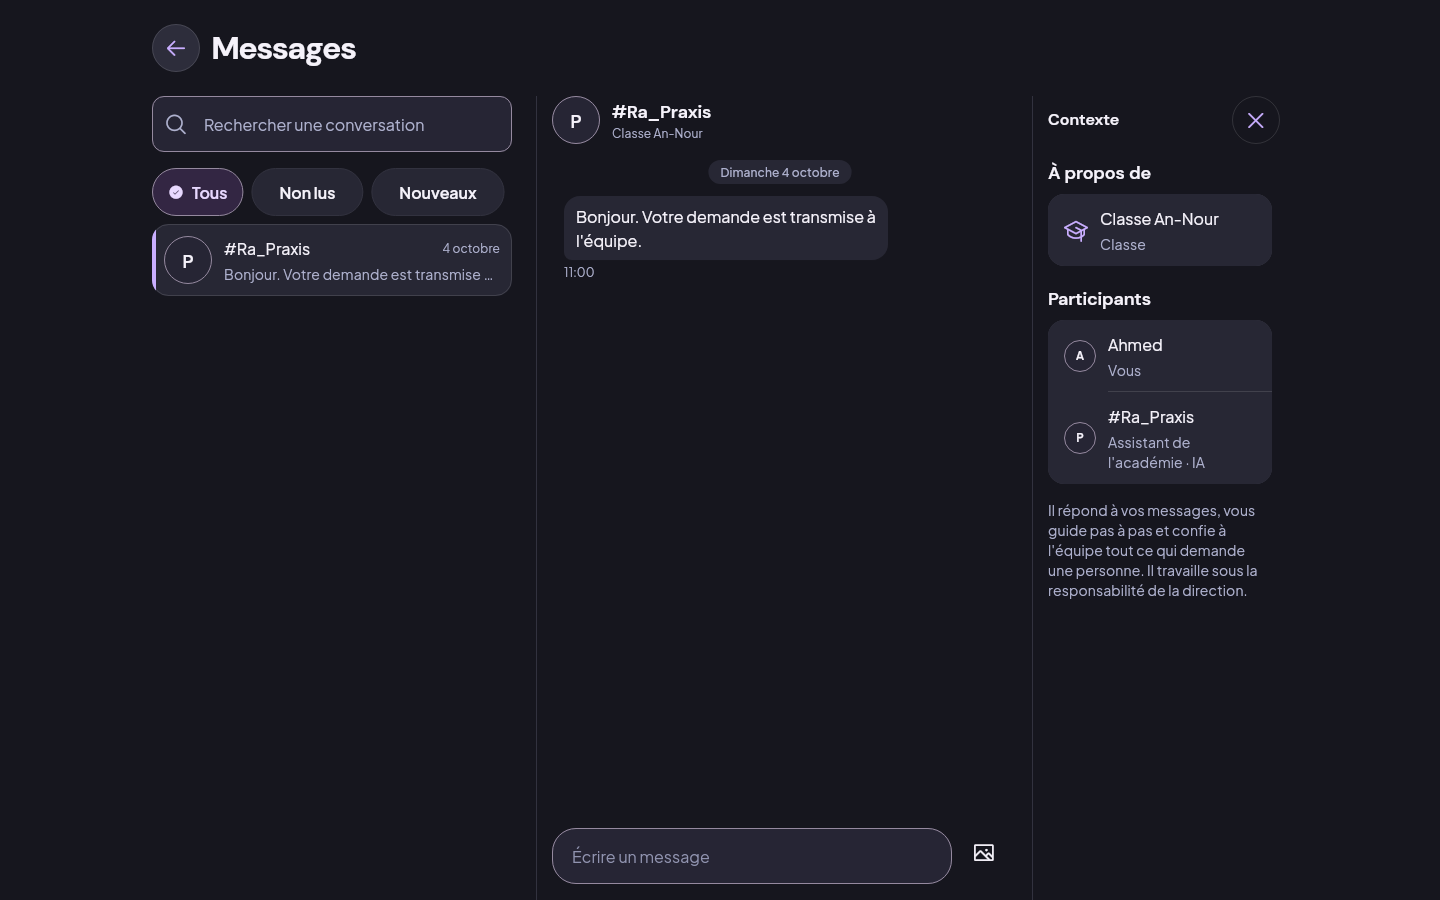 Messages
Rechercher une conversation
Tous
Non lus
Nouveaux
P
#Ra_Praxis
4 octobre
Bonjour. Votre demande est transmise ...
P
#Ra_Praxis
Classe An-Nour
Dimanche 4 octobre
Bonjour. Votre demande est transmise à
l'équipe.
11:00
Écrire un message
Contexte
À propos de
Classe An-Nour
Classe
Participants
A
Ahmed
Vous
P
#Ra_Praxis
Assistant de
l'académie · IA
Il répond à vos messages, vous
guide pas à pas et confie à
l'équipe tout ce qui demande
une personne. Il travaille sous la
responsabilité de la direction.